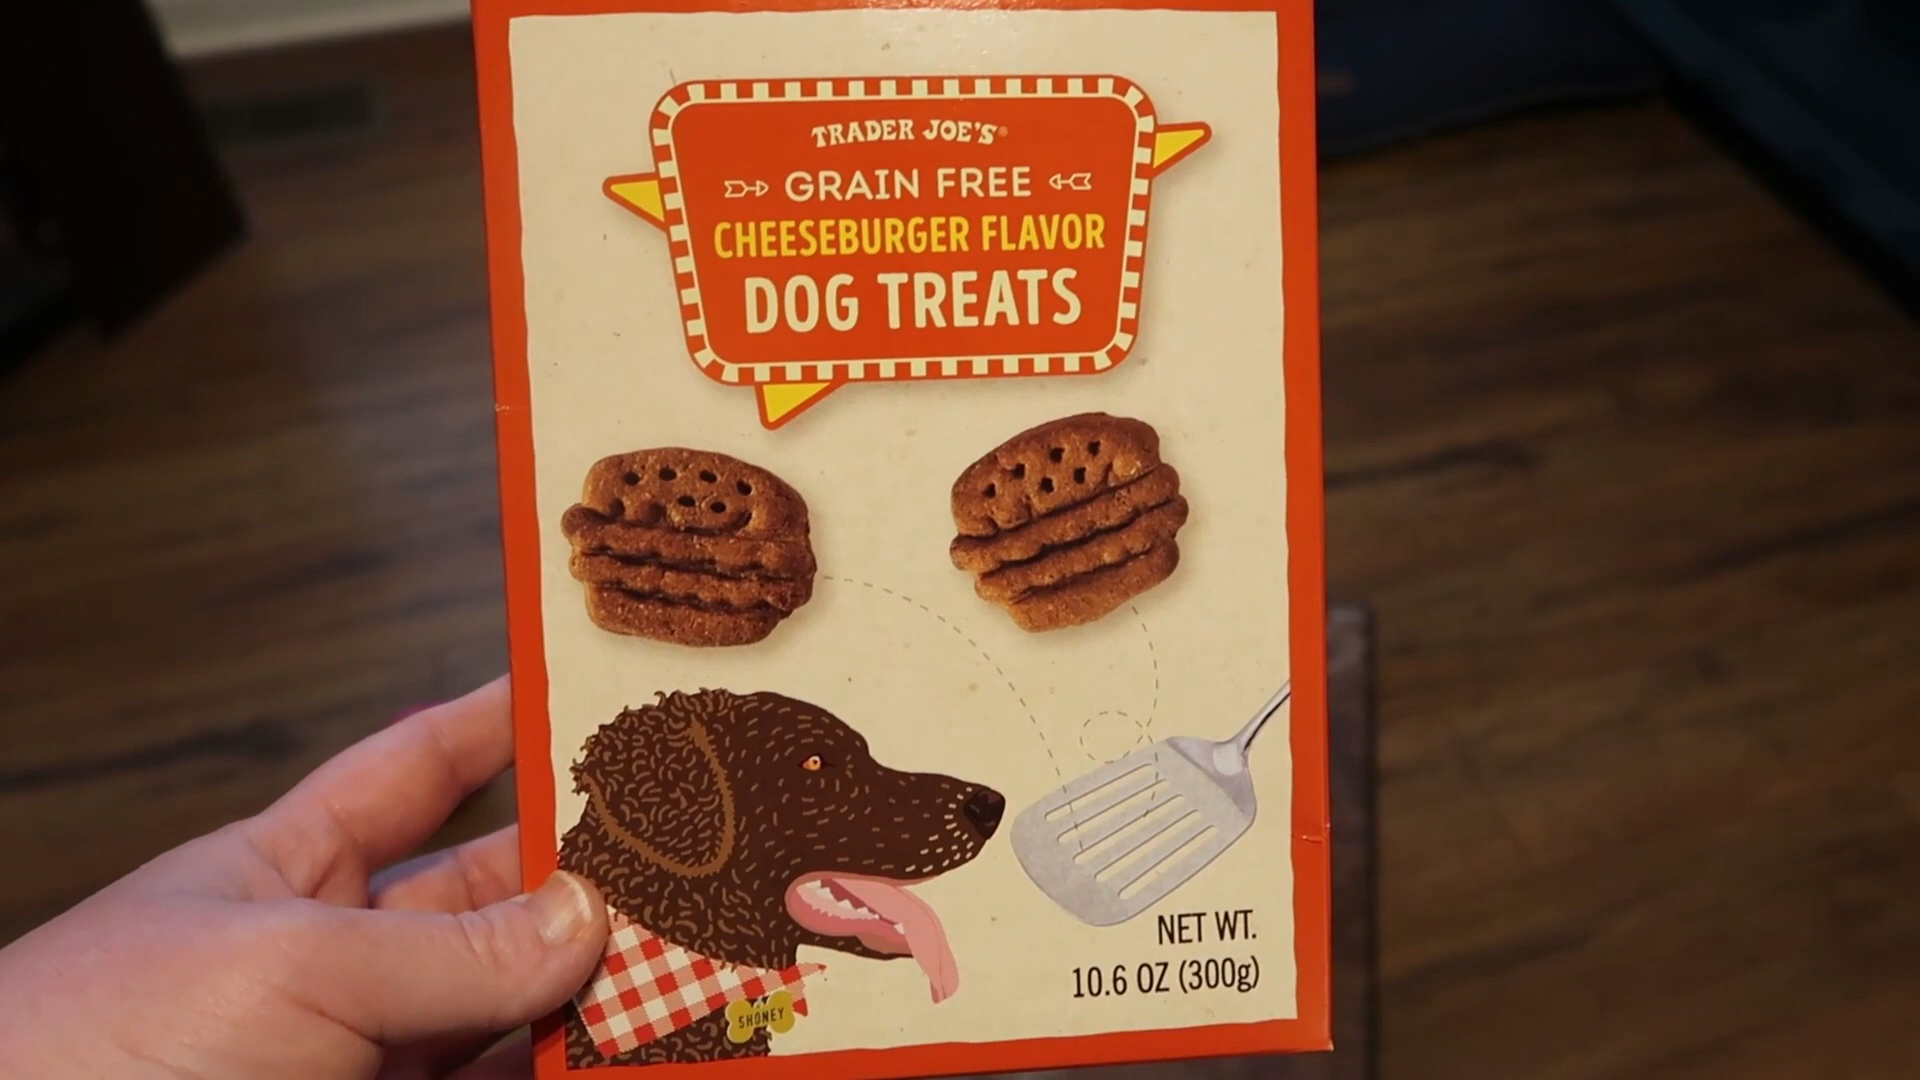 TRADER JOE'S®
GRAIN FREE
CHEESEBURGER FLAVOR
DOG TREATS
NET WT.
10.6 OZ (300g)
SHONEY